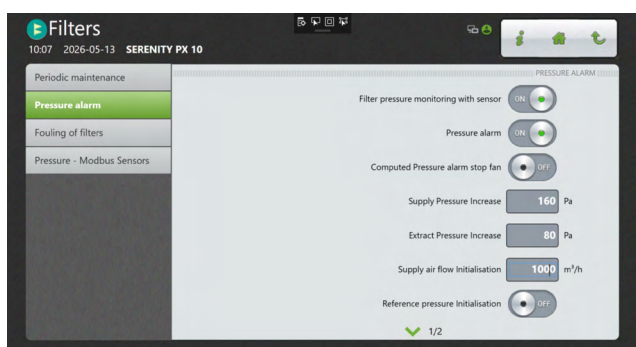 Filters
10:07 2026-05-13 SERENITY PX 10
Periodic maintenance
Pressure alarm
Fouling of filters
Pressure - Modbus Sensors
PRESSURE ALARM
Filter pressure monitoring with sensor ON
Pressure alarm ON
Computed Pressure alarm stop fan OFF
Supply Pressure Increase 160 Pa
Extract Pressure Increase 80 Pa
Supply air flow Initialisation 1000 m³/h
Reference pressure Initialisation OFF
1/2